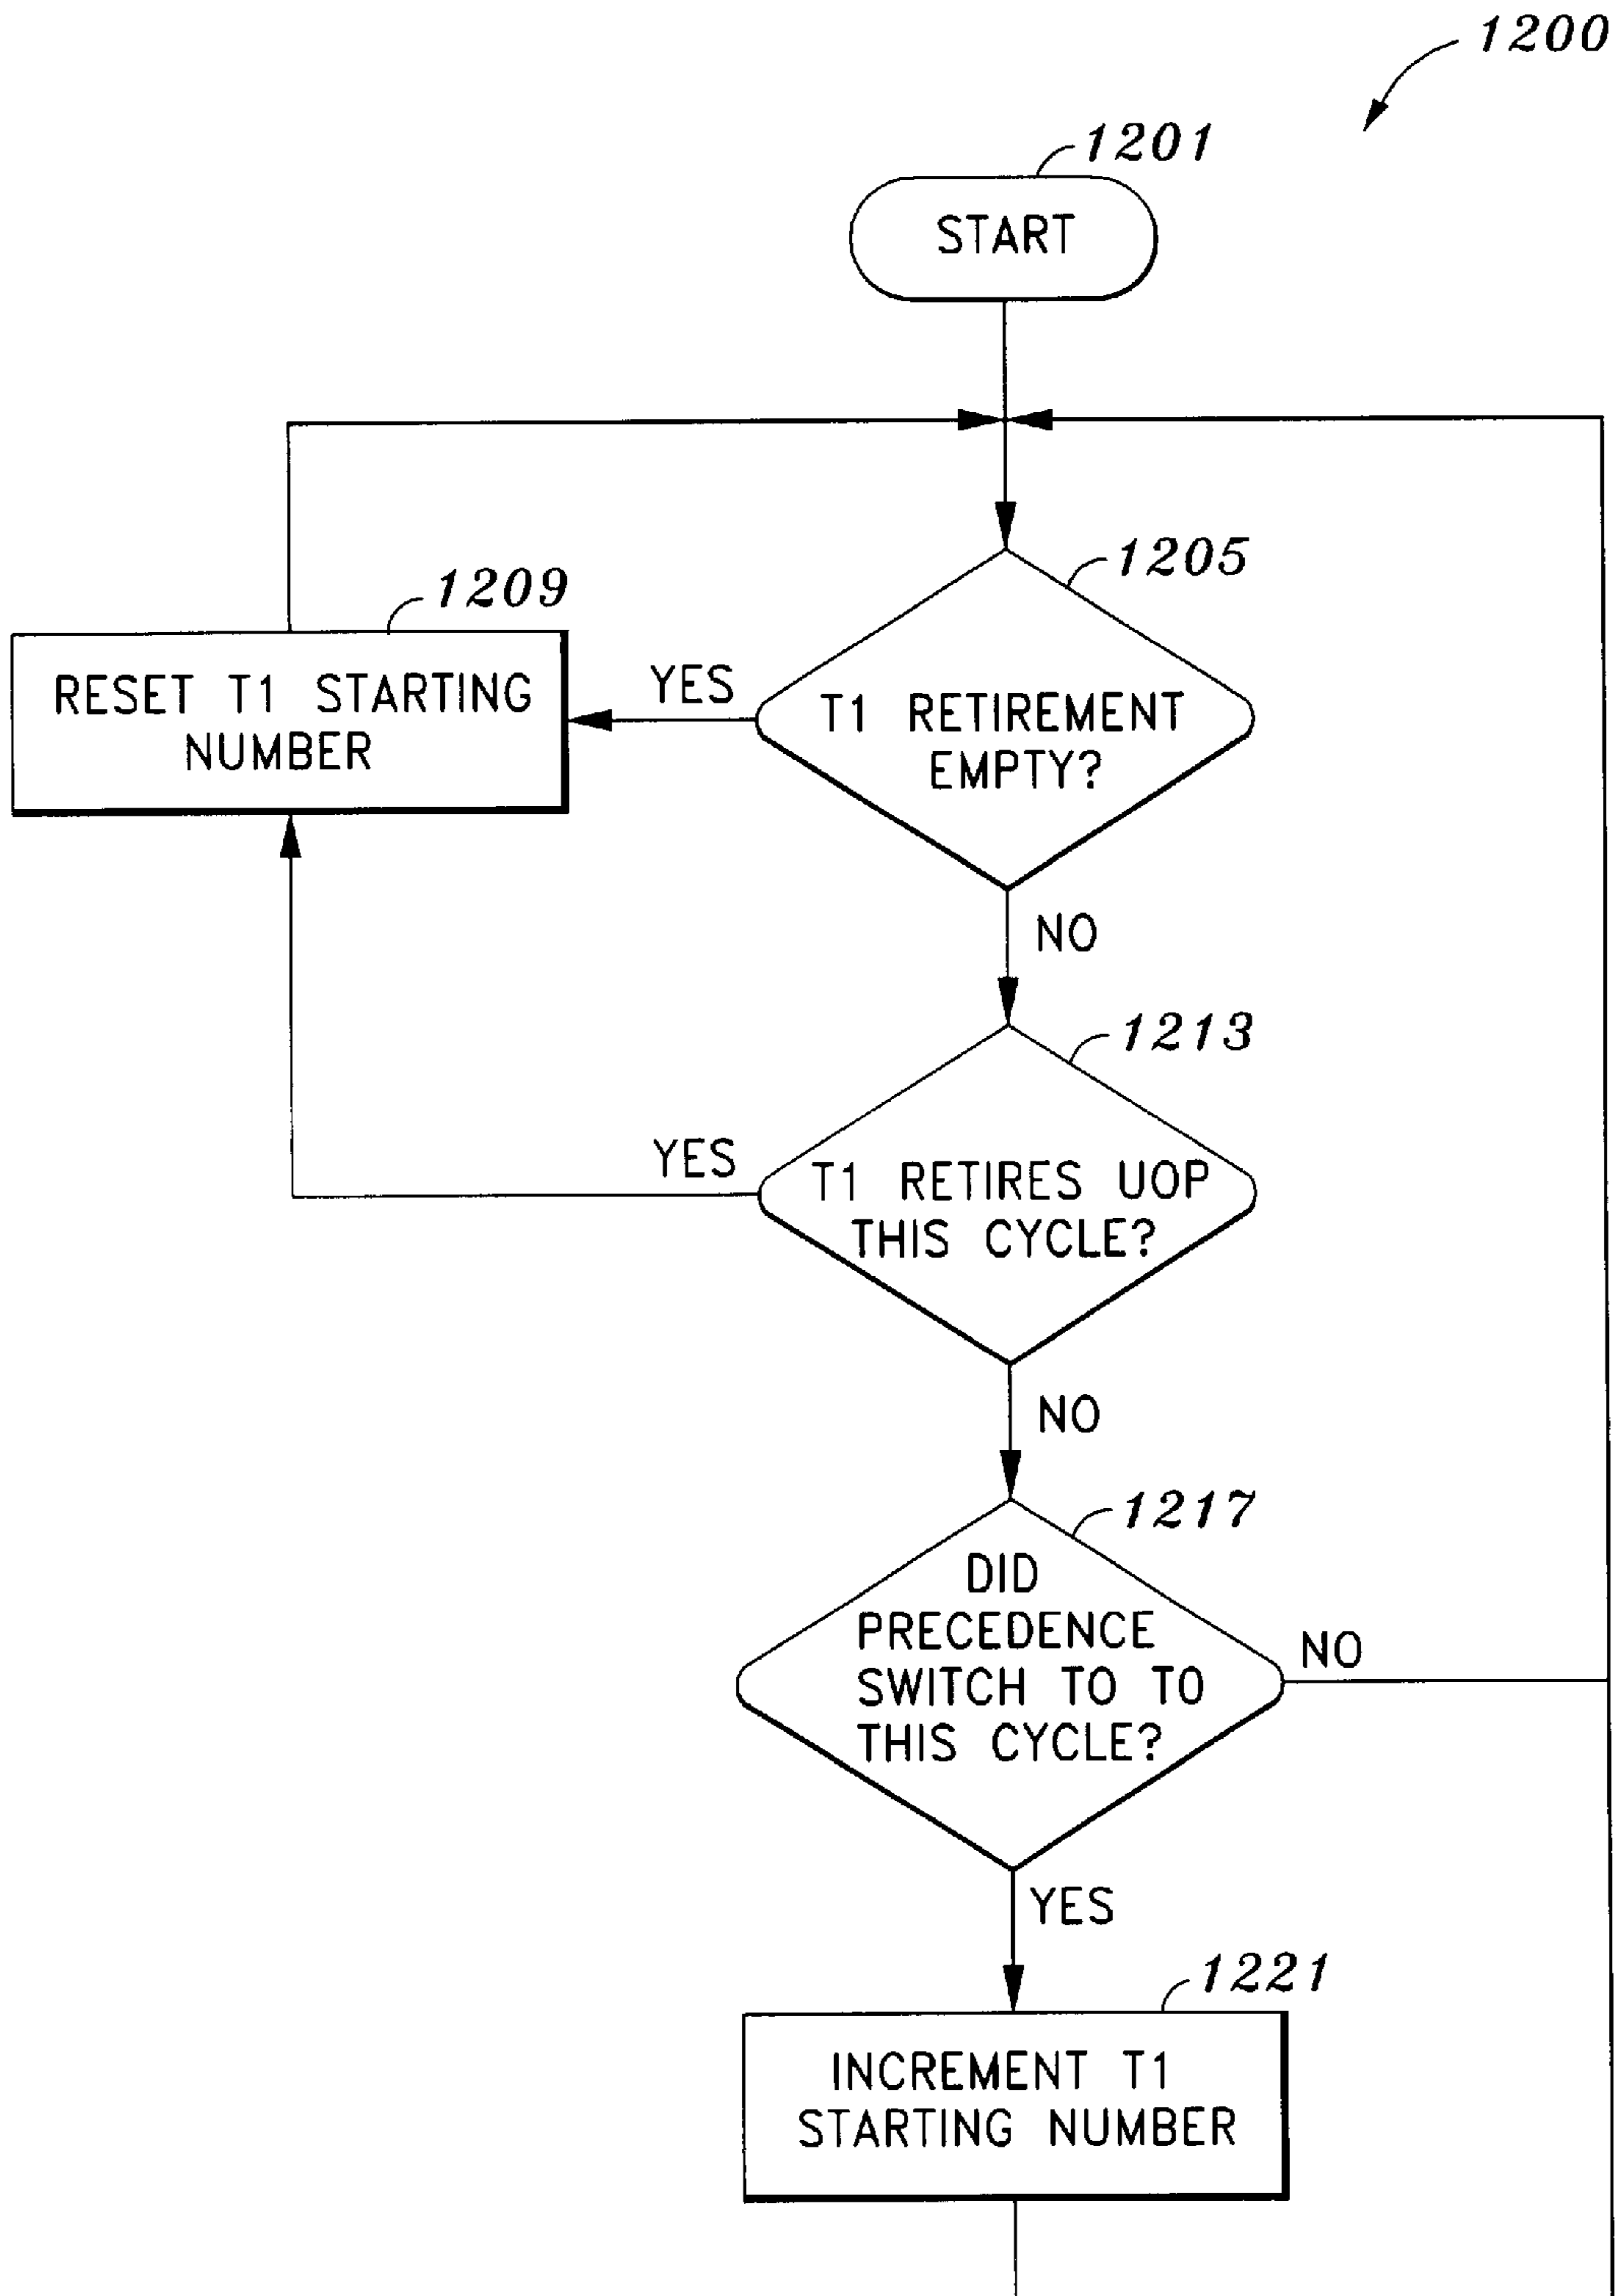 1200
1201
START
1205
1209
RESET T1 STARTING
NUMBER
YES
T1 RETIREMENT
EMPTY?
NO
1213
YES
T1 RETIRES UOP
THIS CYCLE?
NO
1217
DID
PRECEDENCE
SWITCH TO TO
THIS CYCLE?
NO
YES
1221
INCREMENT T1
STARTING NUMBER